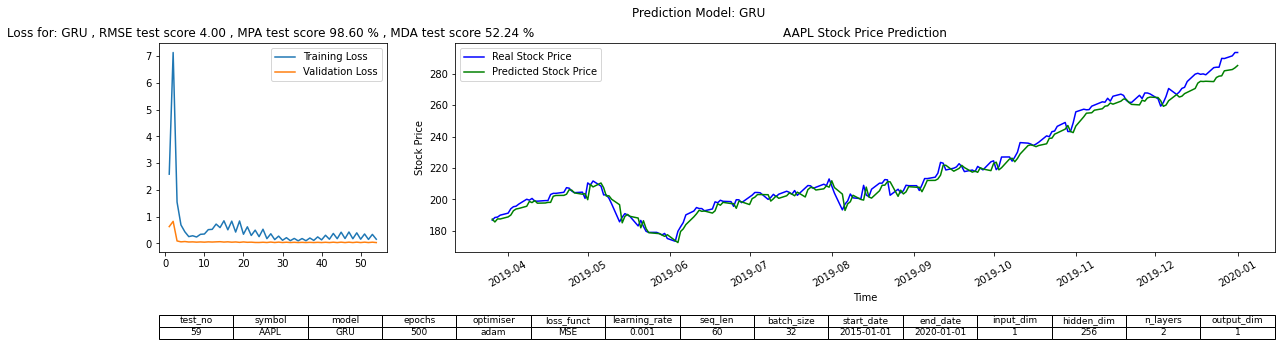 Prediction Model: GRU
Loss for: GRU , RMSE test score 4.00 , MPA test score 98.60 % , MDA test score 52.24 %
AAPL Stock Price Prediction
7
6
5
4
3
2
1
0
Training Loss
Validation Loss
0 10 20 30 40 50
Stock Price
280
260
240
220
200
180
Real Stock Price
Predicted Stock Price
2019-04 2019-05 2019-06 2019-07 2019-08 2019-09 2019-10 2019-11 2019-12 2020-01
Time
test_no symbol model epochs optimiser loss_funct learning_rate seq_len batch_size start_date end_date input_dim hidden_dim n_layers output_dim
59 AAPL GRU 500 adam MSE 0.001 60 32 2015-01-01 2020-01-01 1 256 2 1